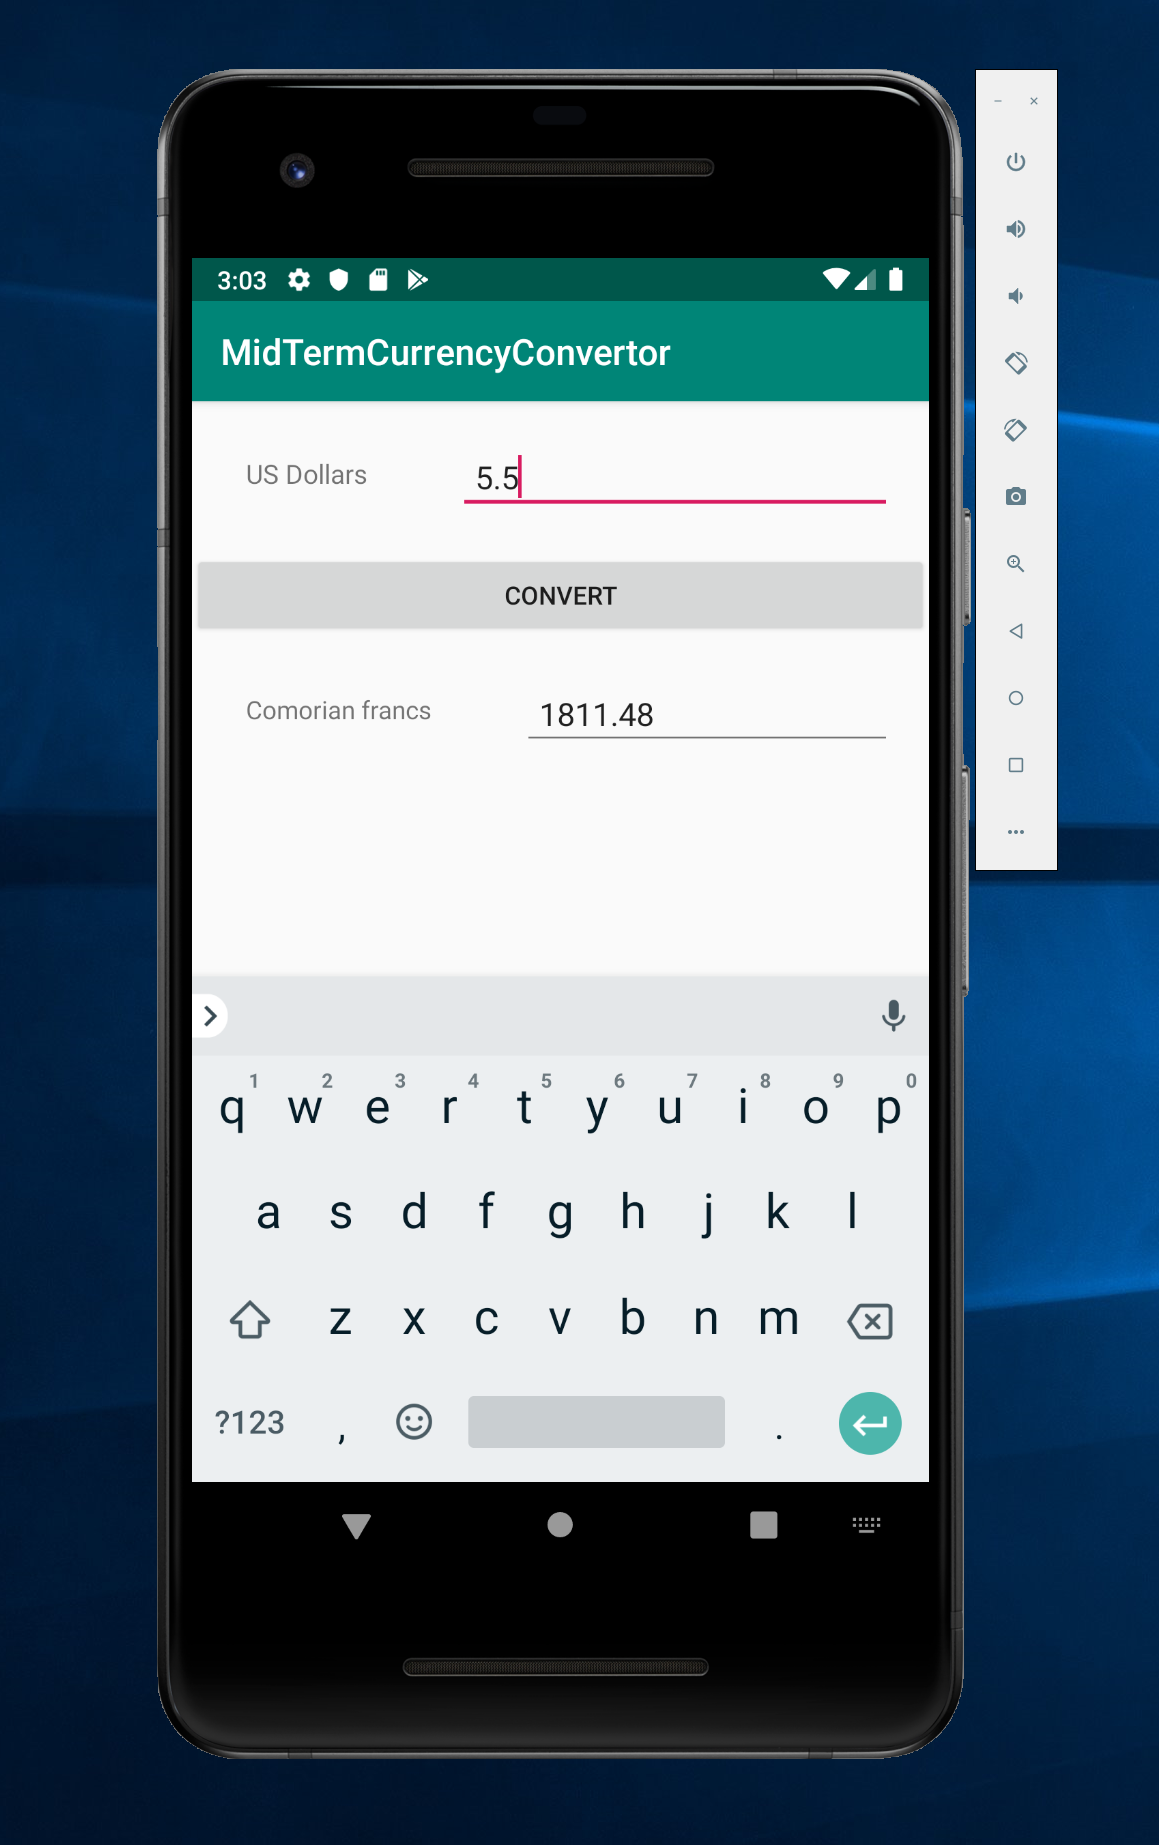 3:03
MidTermCurrencyConvertor
US Dollars 5.5
CONVERT
Comorian francs 1811.48
1 2 3 4 5 6 7 8 9 0
q w e r t y u i o p
a s d f g h j k l
z x c v b n m
?123 , .